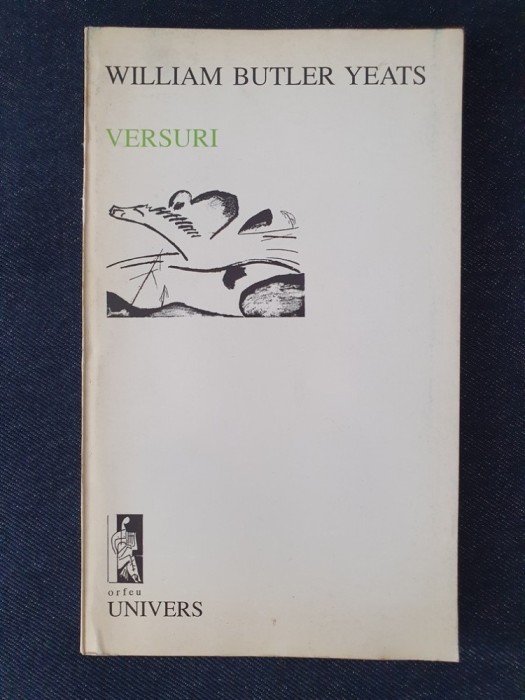 WILLIAM BUTLER YEATS
VERSURI
orfeu
UNIVERS